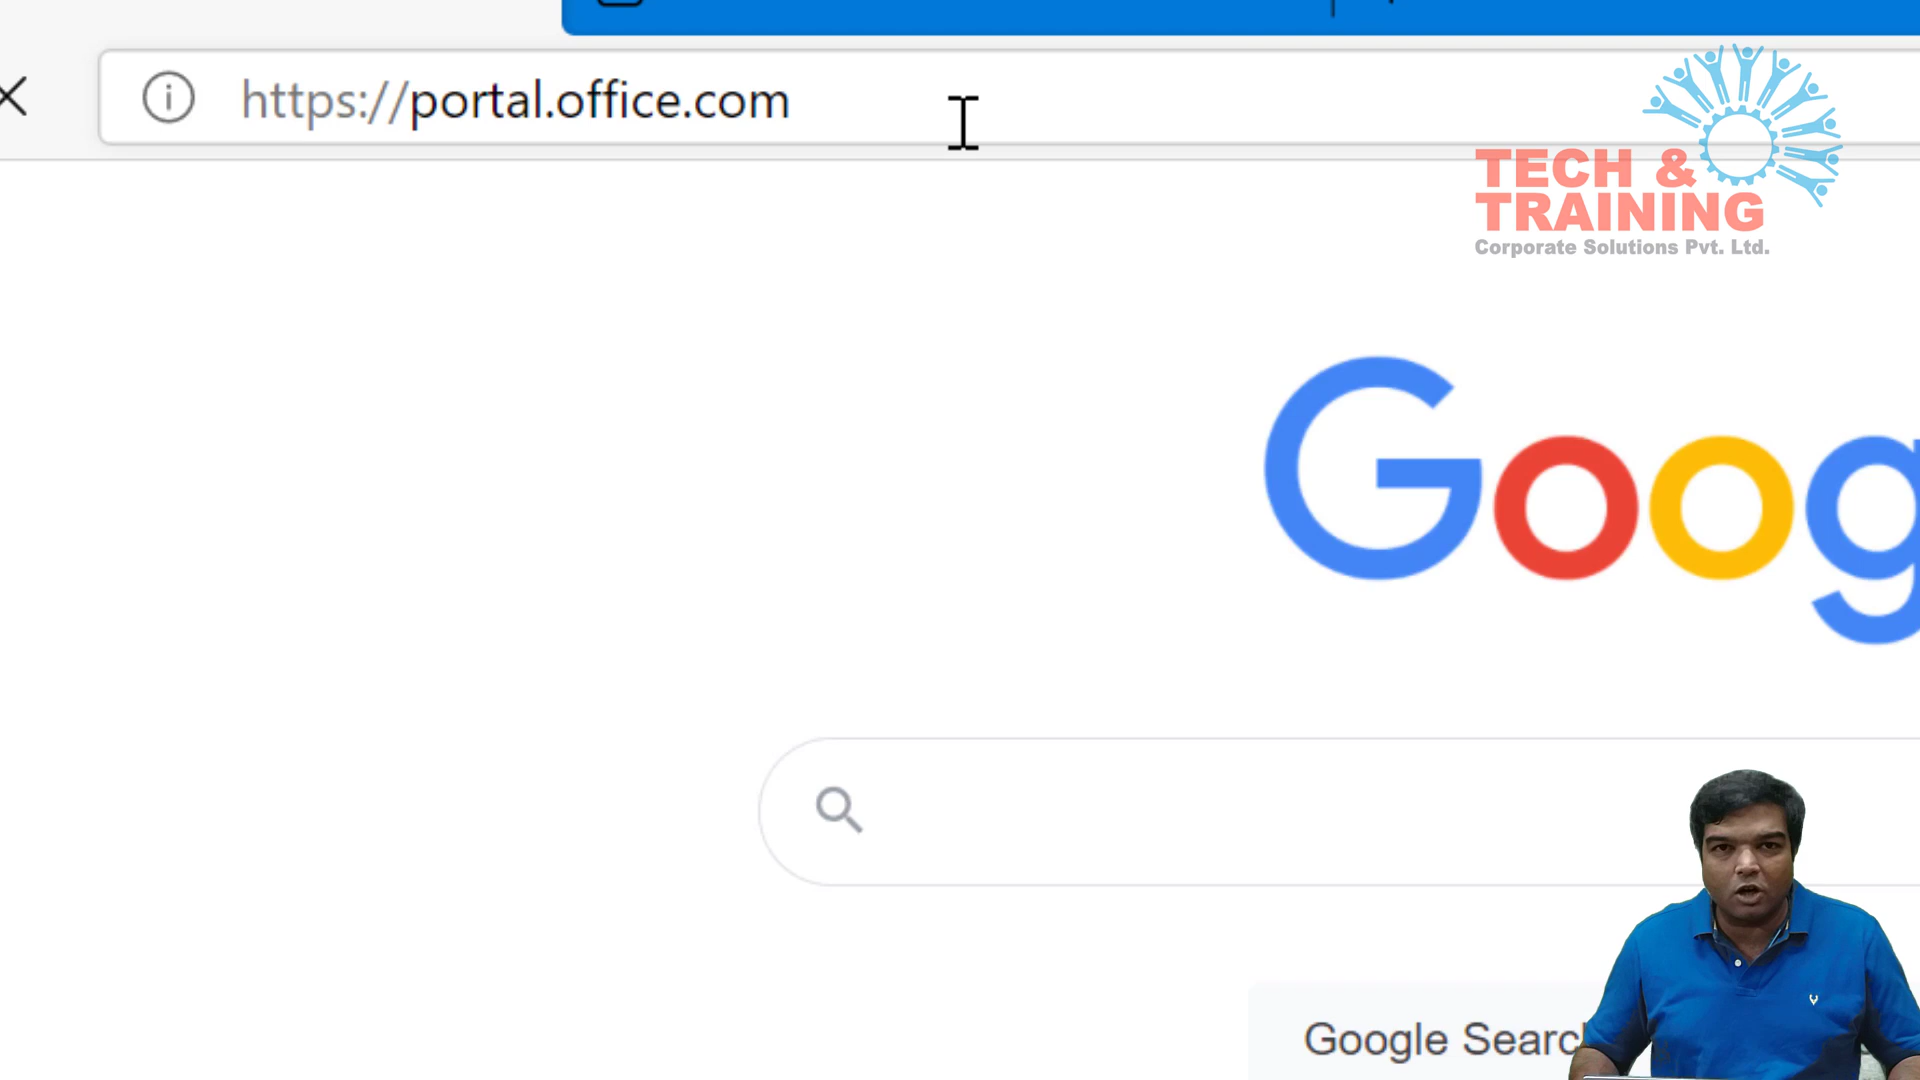 https://portal.office.com
TECH &
TRAINING
Corporate Solutions Pvt. Ltd.
Goog
Google Searc